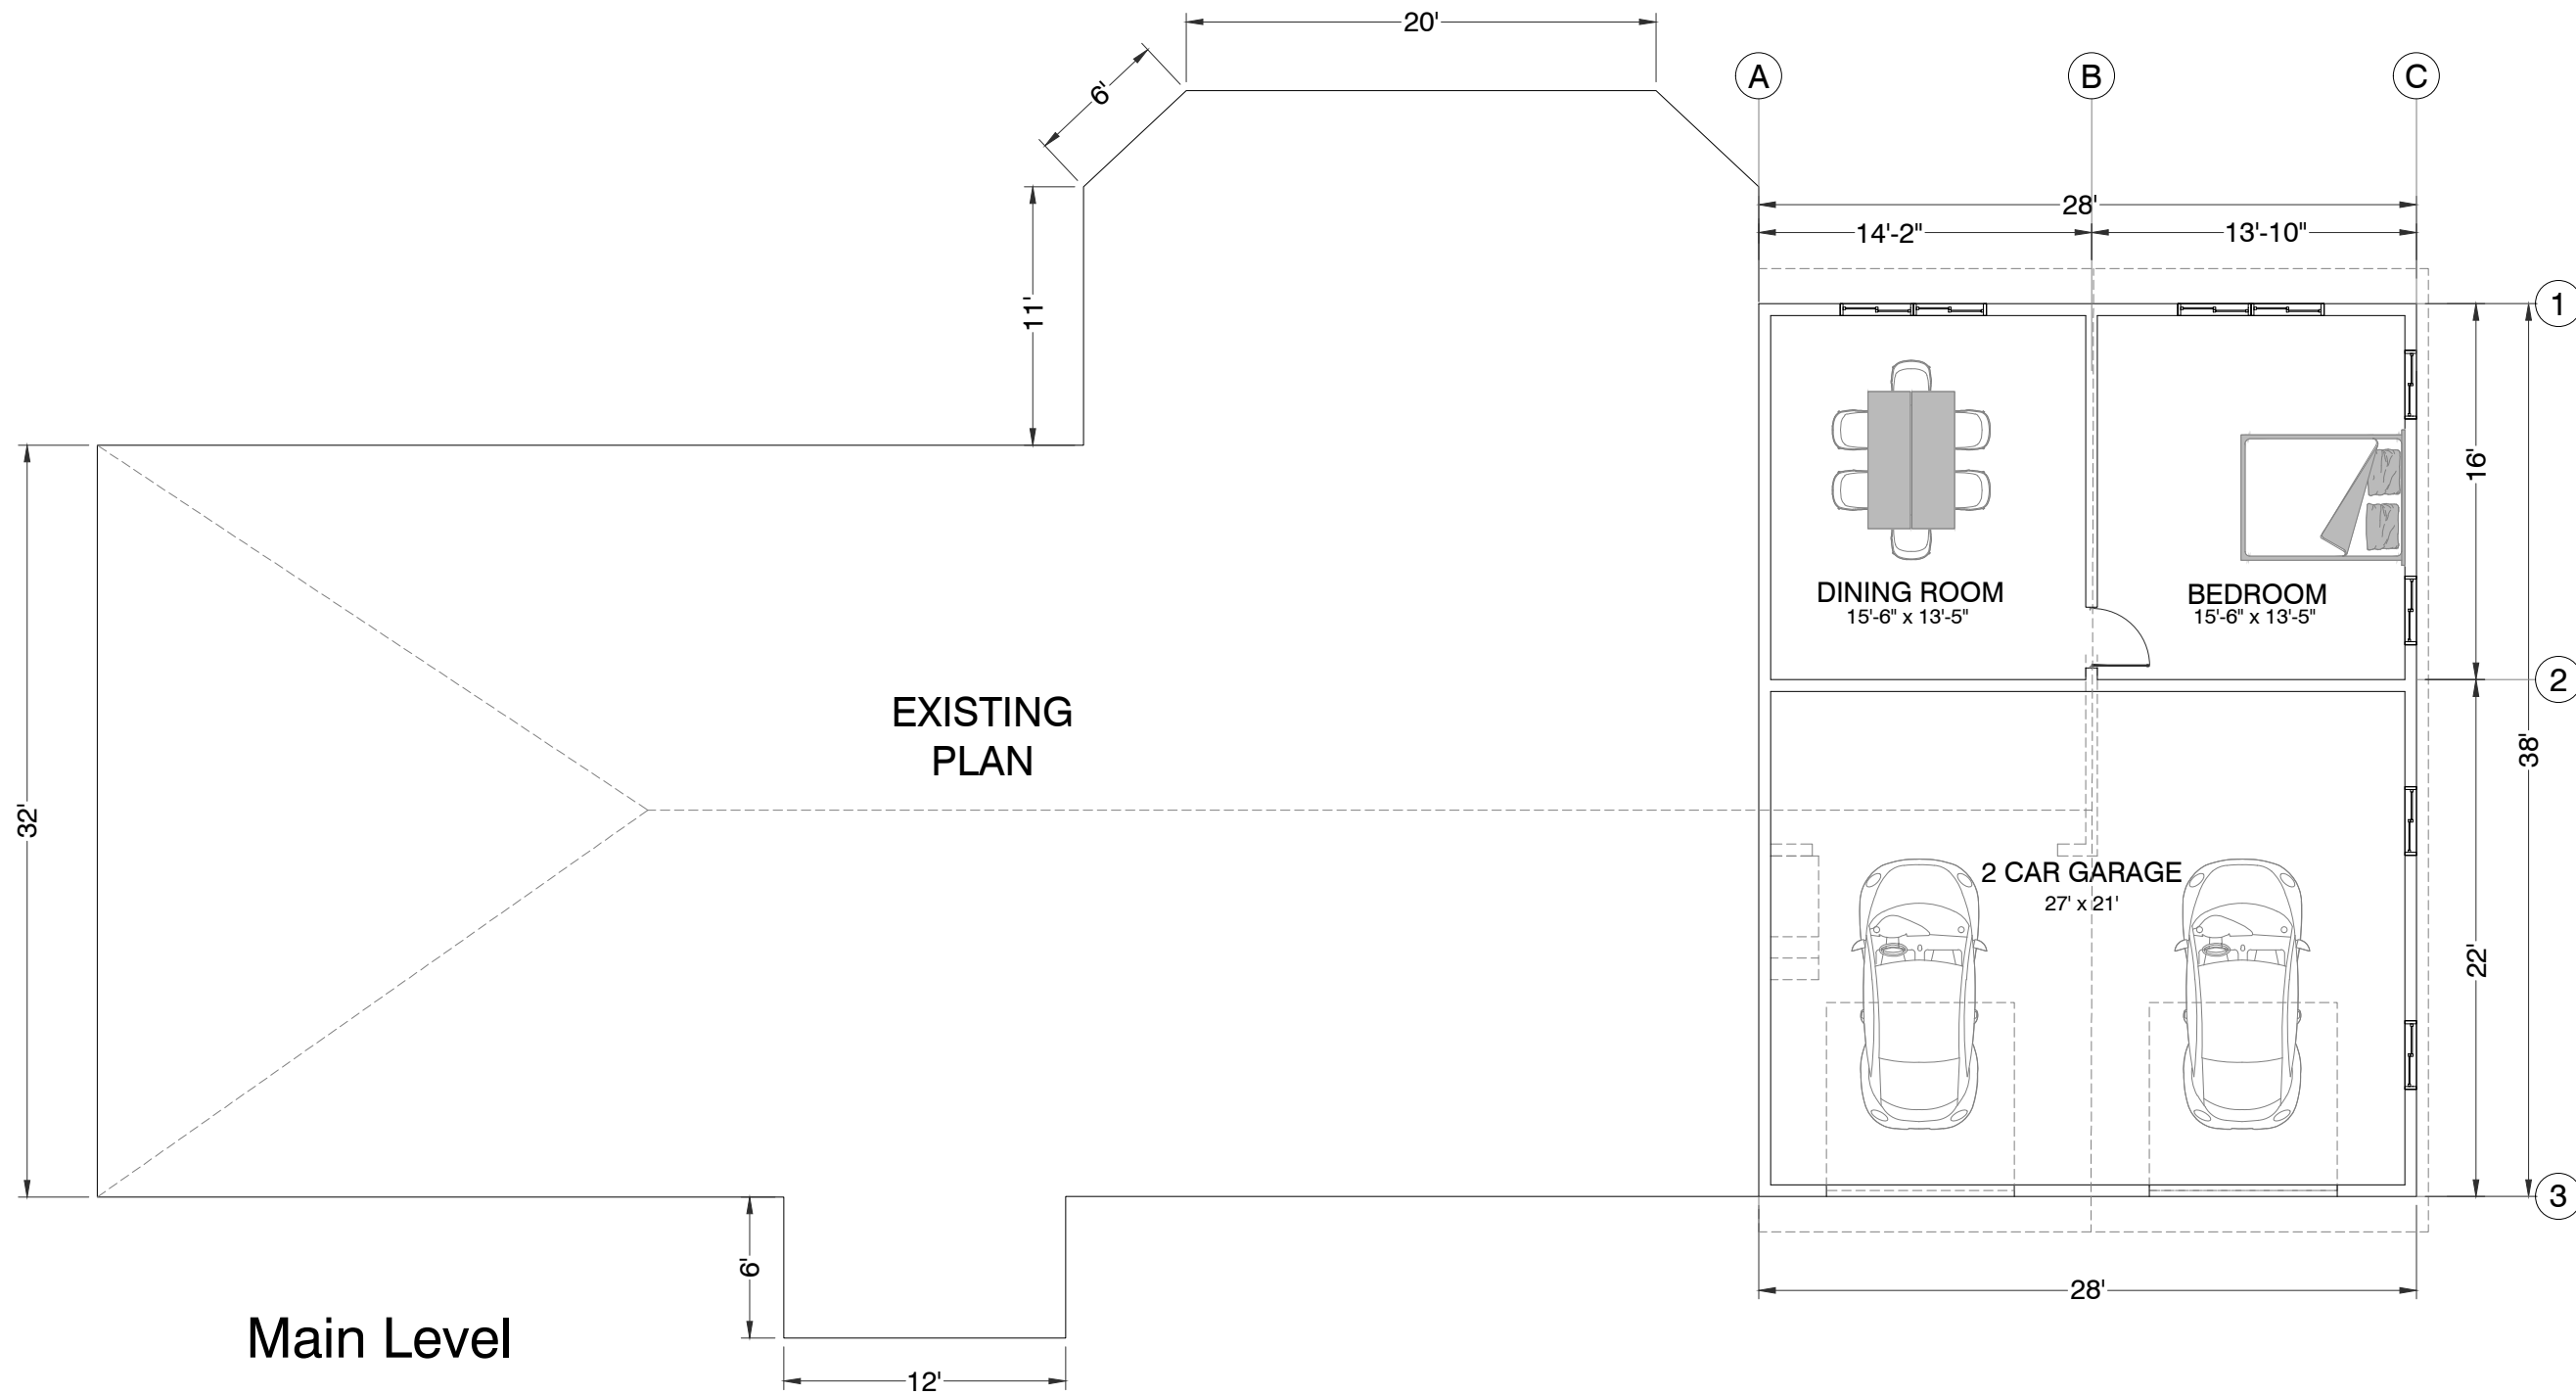 20'
6'
A
B
C
28'
14'-2"
13'-10"
11'
1
16'
32'
DINING ROOM
15'-6" x 13'-5"
BEDROOM
15'-6" x 13'-5"
2
EXISTING
PLAN
38'
2 CAR GARAGE
27' x 21'
22'
3
6'
28'
Main Level
12'